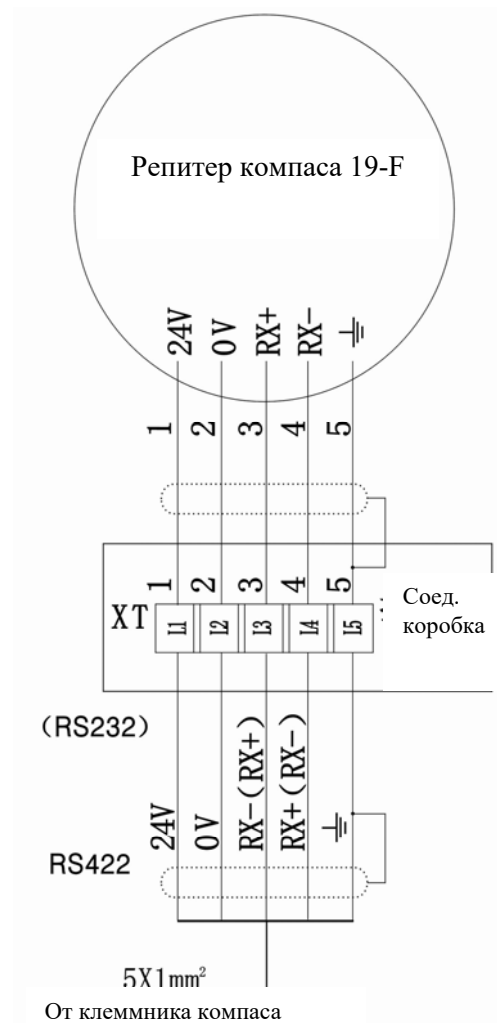 Репитер компаса 19-F
24V
0V
RX+
RX-
1
2
3
4
5
1
2
3
4
5
XT
L1
L2
L3
L4
L5
Соед.
коробка
(RS232)
24V
0V
RX-(RX+)
RX+(RX-)
RS422
5X1mm²
От клеммника компаса